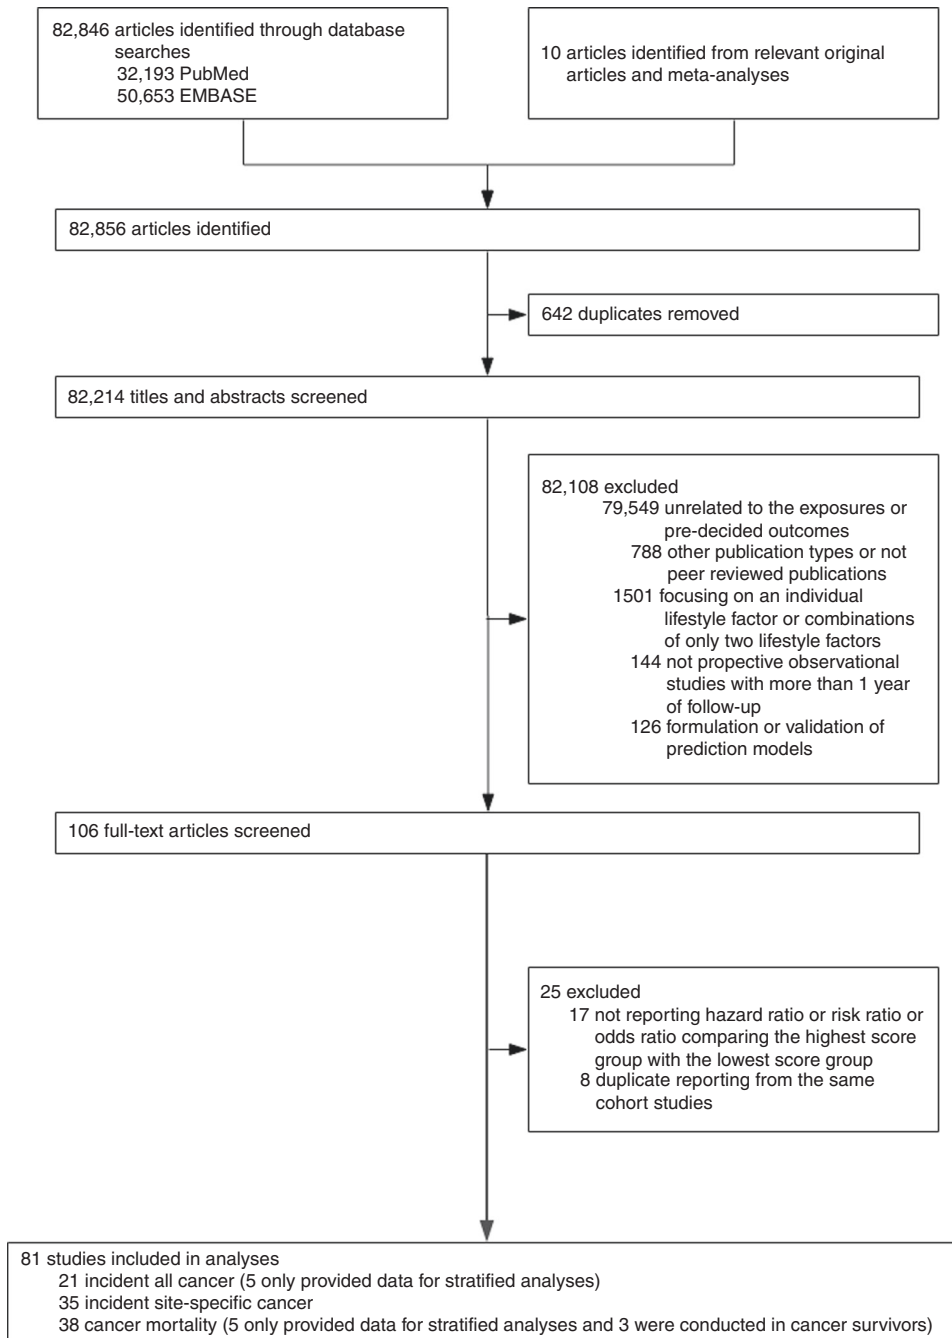 82,846 articles identified through database
searches
32,193 PubMed
50,653 EMBASE
10 articles identified from relevant original
articles and meta-analyses
82,856 articles identified
642 duplicates removed
82,214 titles and abstracts screened
82,108 excluded
79,549 unrelated to the exposures or
pre-decided outcomes
788 other publication types or not
peer reviewed publications
1501 focusing on an individual
lifestyle factor or combinations
of only two lifestyle factors
144 not propective observational
studies with more than 1 year
of follow-up
126 formulation or validation of
prediction models
106 full-text articles screened
25 excluded
17 not reporting hazard ratio or risk ratio or
odds ratio comparing the highest score
group with the lowest score group
8 duplicate reporting from the same
cohort studies
81 studies included in analyses
21 incident all cancer (5 only provided data for stratified analyses)
35 incident site-specific cancer
38 cancer mortality (5 only provided data for stratified analyses and 3 were conducted in cancer survivors)